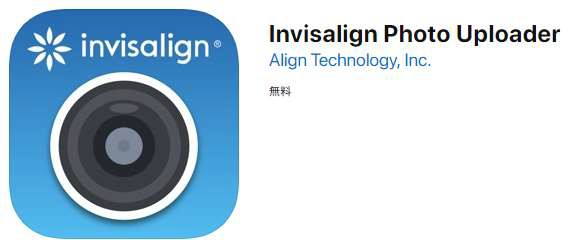 invisalign®
Invisalign Photo Uploader
Align Technology, Inc.
無料